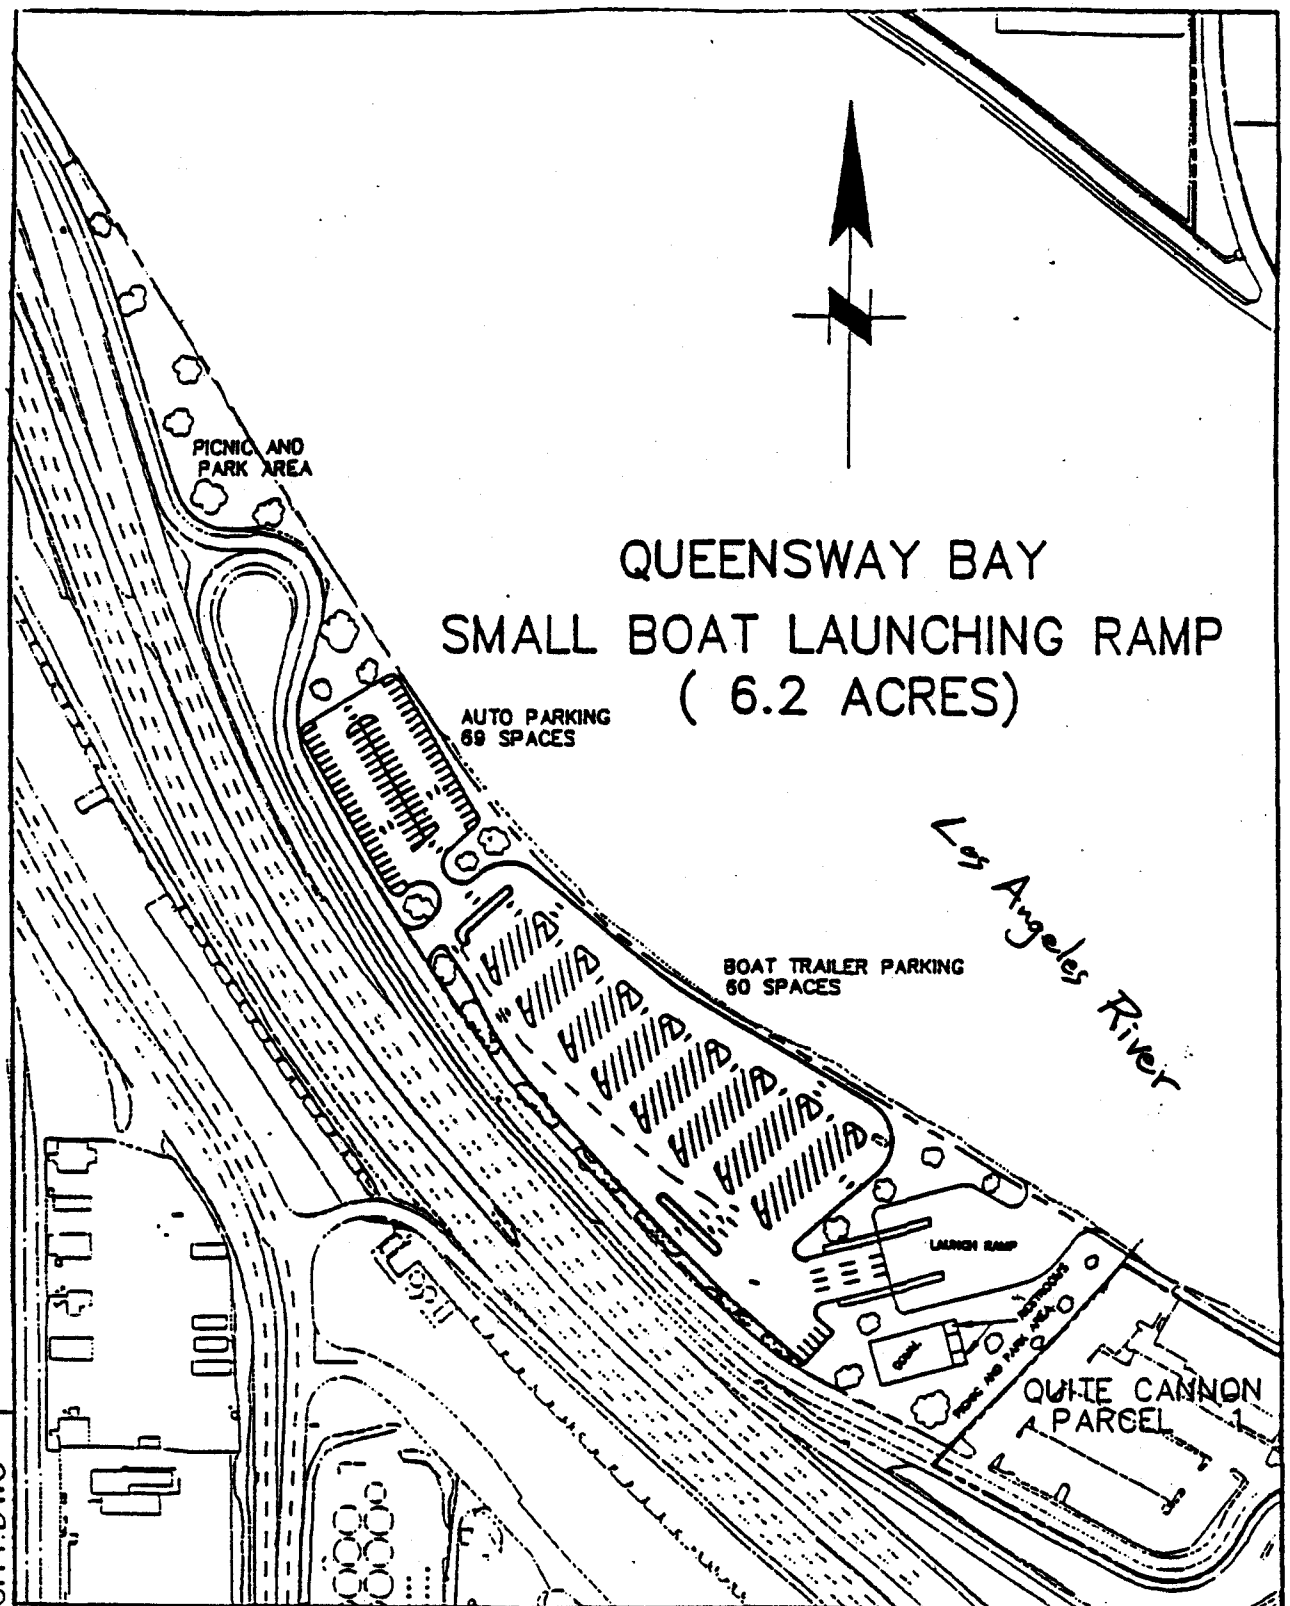 PICNIC AND
PARK AREA
QUEENSWAY BAY
SMALL BOAT LAUNCHING RAMP
( 6.2 ACRES)
AUTO PARKING
69 SPACES
Los Angeles River
BOAT TRAILER PARKING
60 SPACES
LAUNCH RAMP
RESTROOMS
PICNIC AND PARK AREA
QUITE CANNON
PARCEL 1